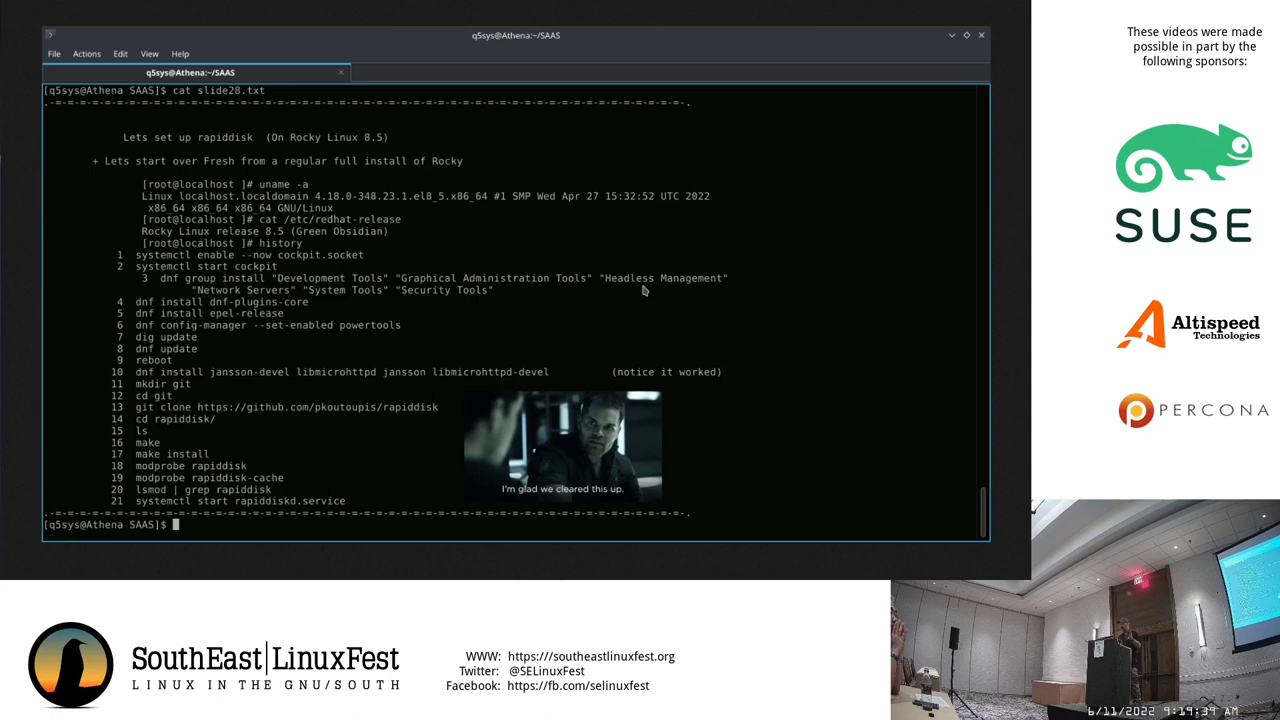 q5sys@Athena:~/SAAS
File Actions Edit View Help
q5sys@Athena:~/SAAS
[q5sys@Athena SAAS]$ cat slide28.txt
.-=-=-=-=-=-=-=-=-=-=-=-=-=-=-=-=-=-=-=-=-=-=-=-=-=-=-=-=-=-=-=-=-=-=-=-=-=-=-=-=-=-=-=-=-=-=-=-=-=-=-=-=-=-.
Lets set up rapiddisk (On Rocky Linux 8.5)
+ Lets start over Fresh from a regular full install of Rocky
[root@localhost ]# uname -a
Linux localhost.localdomain 4.18.0-348.23.1.el8_5.x86_64 #1 SMP Wed Apr 27 15:32:52 UTC 2022
x86_64 x86_64 x86_64 GNU/Linux
[root@localhost ]# cat /etc/redhat-release
Rocky Linux release 8.5 (Green Obsidian)
[root@localhost ]# history
1 systemctl enable --now cockpit.socket
2 systemctl start cockpit
3 dnf group install "Development Tools" "Graphical Administration Tools" "Headless Management"
"Network Servers" "System Tools" "Security Tools"
4 dnf install dnf-plugins-core
5 dnf install epel-release
6 dnf config-manager --set-enabled powertools
7 dig update
8 dnf update
9 reboot
10 dnf install jansson-devel libmicrohttpd jansson libmicrohttpd-devel (notice it worked)
11 mkdir git
12 cd git
13 git clone https://github.com/pkoutoupis/rapiddisk
14 cd rapiddisk/
15 ls
16 make
17 make install
18 modprobe rapiddisk
19 modprobe rapiddisk-cache
20 lsmod | grep rapiddisk
21 systemctl start rapiddiskd.service
I'm glad we cleared this up.
.-=-=-=-=-=-=-=-=-=-=-=-=-=-=-=-=-=-=-=-=-=-=-=-=-=-=-=-=-=-=-=-=-=-=-=-=-=-=-=-=-=-=-=-=-=-=-=-=-=-=-=-=-=-.
[q5sys@Athena SAAS]$
These videos were made
possible in part by the
following sponsors:
SUSE
Altispeed
Technologies
PERCONA
SouthEast LinuxFest
LINUX IN THE GNU/SOUTH
WWW: https:///southeastlinuxfest.org
Twitter: @SELinuxFest
Facebook: https://fb.com/selinuxfest
6/11/2022 9:19:39 AM